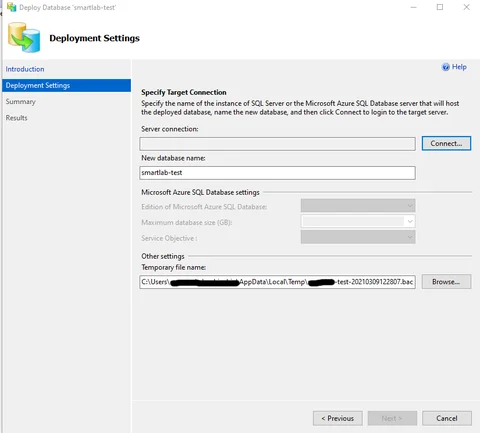 Deploy Database 'smartlab-test'
Deployment Settings
Introduction
Help
Deployment Settings
Summary
Results
Specify Target Connection
Specify the name of the instance of SQL Server or the Microsoft Azure SQL Database server that will host
the deployed database, name the new database, and then click Connect to login to the target server.
Server connection:
Connect...
New database name:
smartlab-test
Microsoft Azure SQL Database settings
Edition of Microsoft Azure SQL Database:
Maximum database size (GB):
Service Objective :
Other settings
Temporary file name:
C:\Users\ AppData\Local\Temp\ -test-20210309122807.bac
Browse...
< Previous
Next >
Cancel